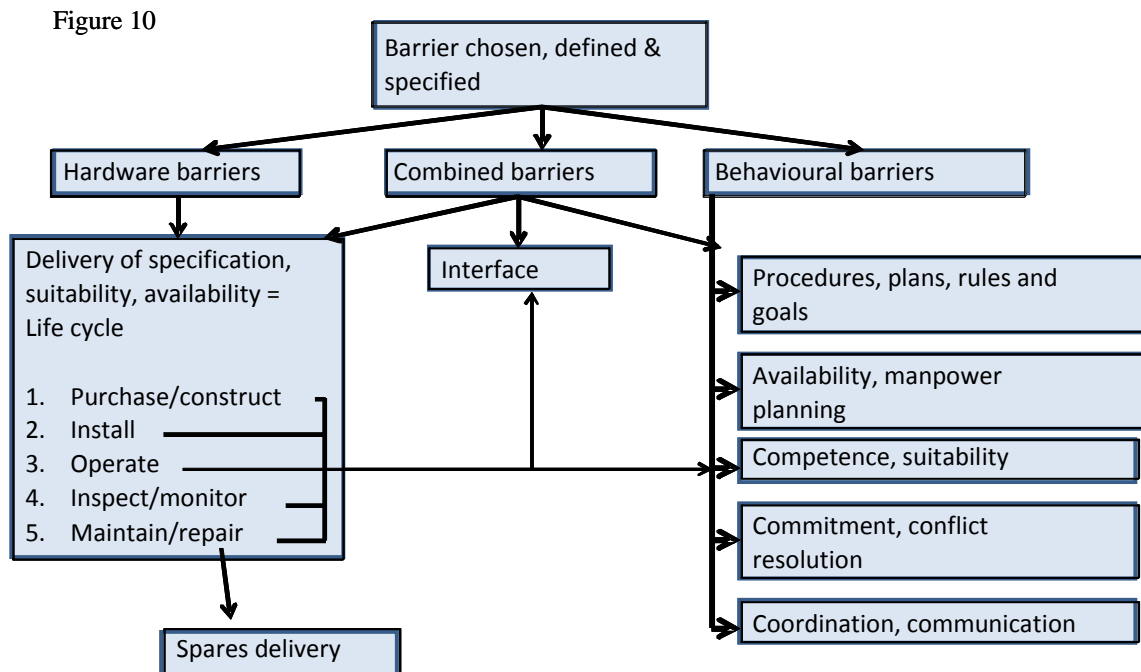 Figure 10
Barrier chosen, defined &
specified
Hardware barriers
Combined barriers
Behavioural barriers
Delivery of specification,
suitability, availability =
Life cycle
1. Purchase/construct
2. Install
3. Operate
4. Inspect/monitor
5. Maintain/repair
Interface
Procedures, plans, rules and
goals
Availability, manpower
planning
Competence, suitability
Commitment, conflict
resolution
Coordination, communication
Spares delivery